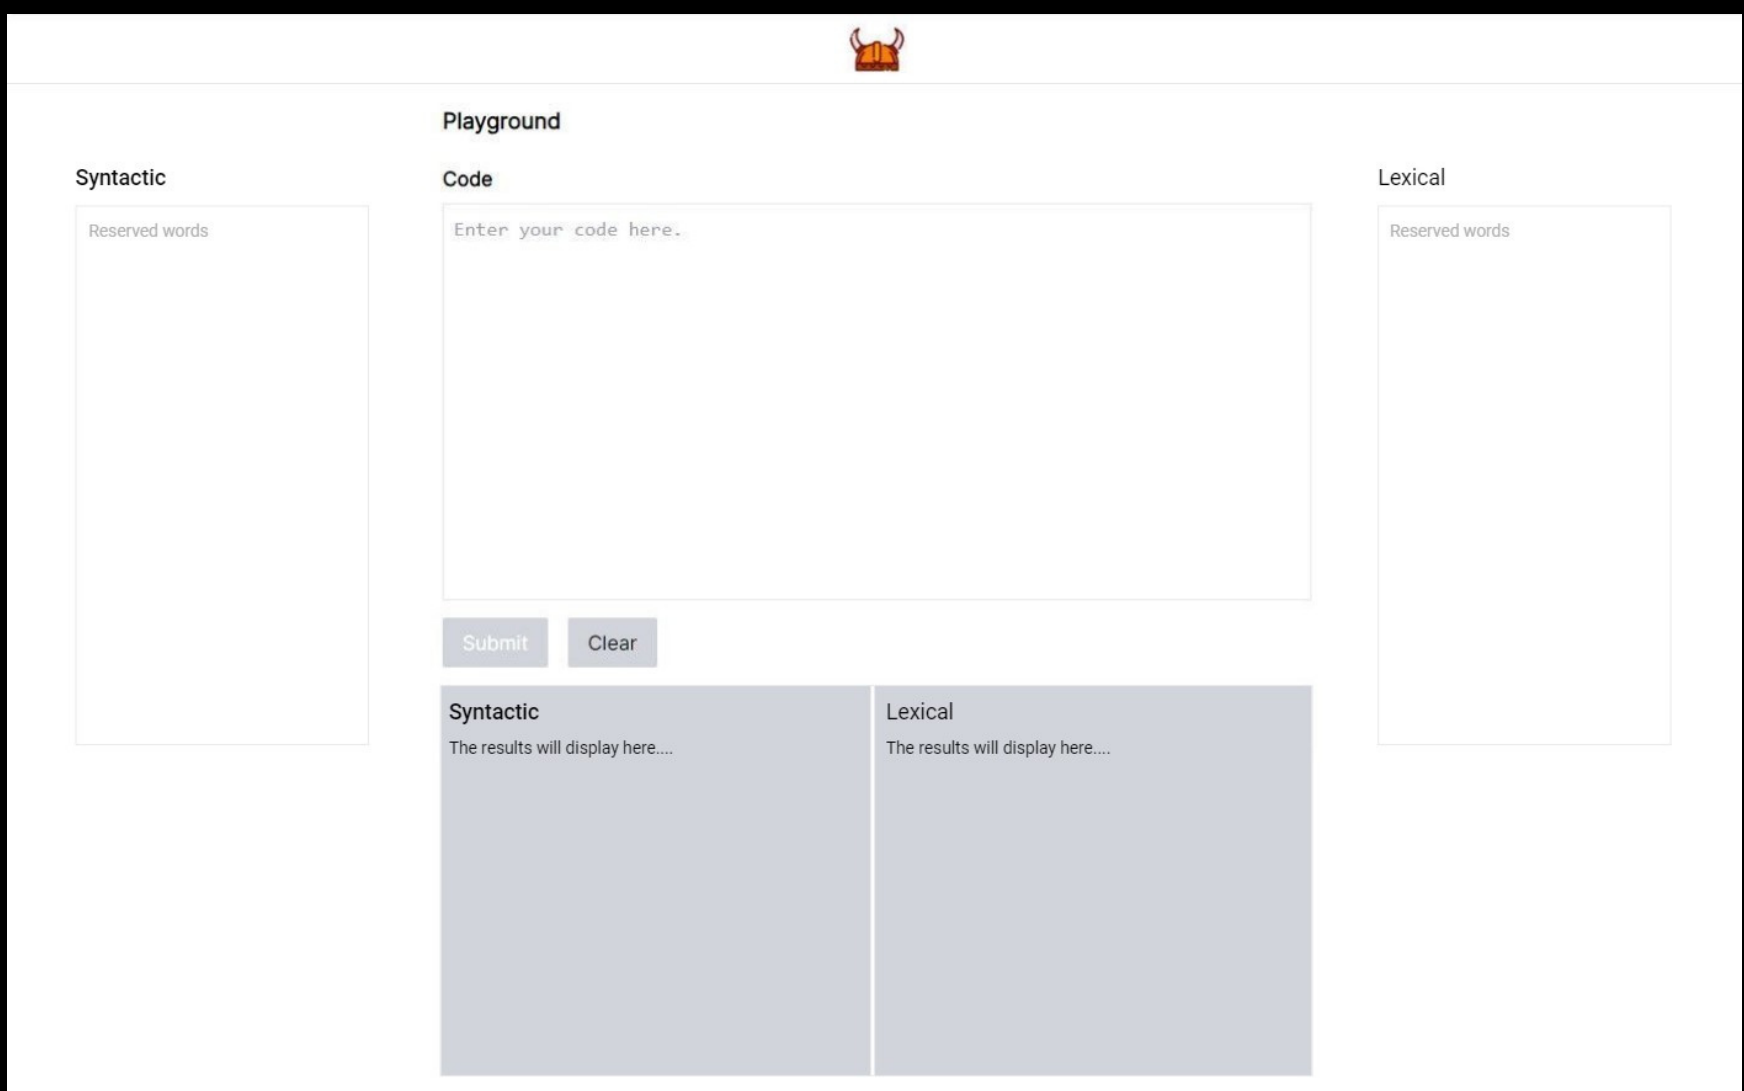 Playground
Syntactic
Reserved words
Code
Enter your code here.
Submit
Clear
Syntactic
The results will display here....
Lexical
The results will display here....
Lexical
Reserved words